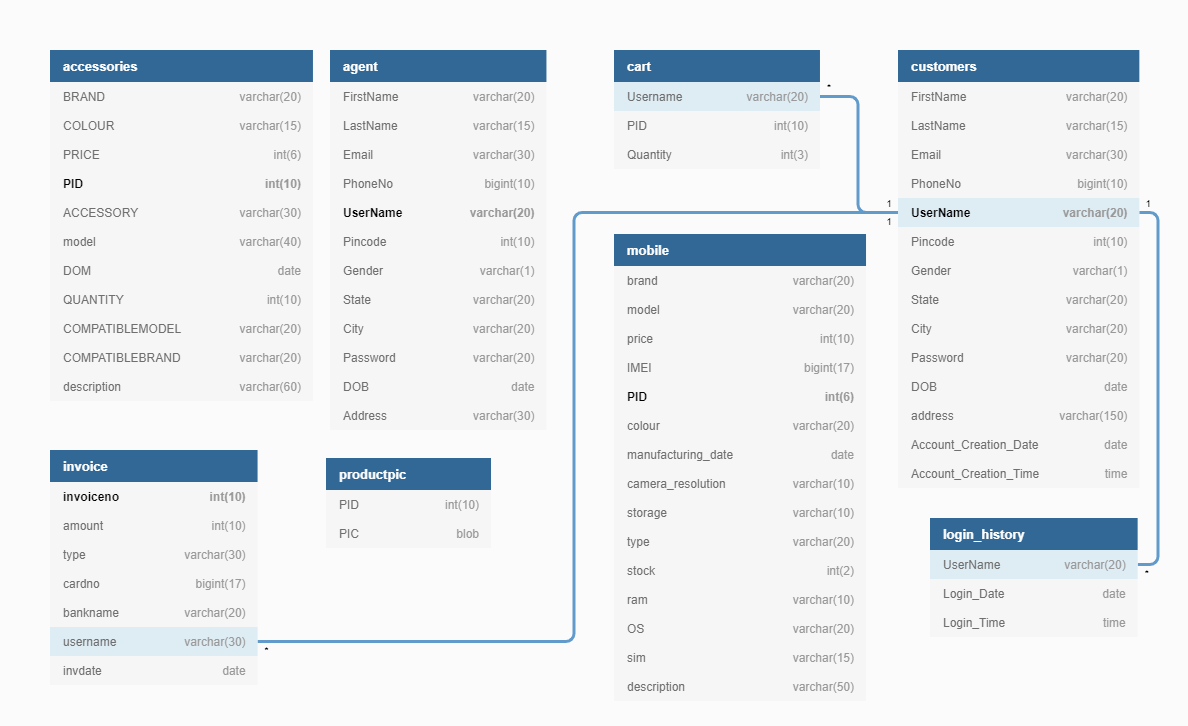 accessories
BRAND varchar(20)
COLOUR varchar(15)
PRICE int(6)
PID int(10)
ACCESSORY varchar(30)
model varchar(40)
DOM date
QUANTITY int(10)
COMPATIBLEMODEL varchar(20)
COMPATIBLEBRAND varchar(20)
description varchar(60)
agent
FirstName varchar(20)
LastName varchar(15)
Email varchar(30)
PhoneNo bigint(10)
UserName varchar(20)
Pincode int(10)
Gender varchar(1)
State varchar(20)
City varchar(20)
Password varchar(20)
DOB date
Address varchar(30)
cart
Username varchar(20)
PID int(10)
Quantity int(3)
*
1
1
customers
FirstName varchar(20)
LastName varchar(15)
Email varchar(30)
PhoneNo bigint(10)
UserName varchar(20)
Pincode int(10)
Gender varchar(1)
State varchar(20)
City varchar(20)
Password varchar(20)
DOB date
address varchar(150)
Account_Creation_Date date
Account_Creation_Time time
1
mobile
brand varchar(20)
model varchar(20)
price int(10)
IMEI bigint(17)
PID int(6)
colour varchar(20)
manufacturing_date date
camera_resolution varchar(10)
storage varchar(10)
type varchar(20)
stock int(2)
ram varchar(10)
OS varchar(20)
sim varchar(15)
description varchar(50)
invoice
invoiceno int(10)
amount int(10)
type varchar(30)
cardno bigint(17)
bankname varchar(20)
username varchar(30)
invdate date
*
productpic
PID int(10)
PIC blob
login_history
UserName varchar(20)
Login_Date date
Login_Time time
*